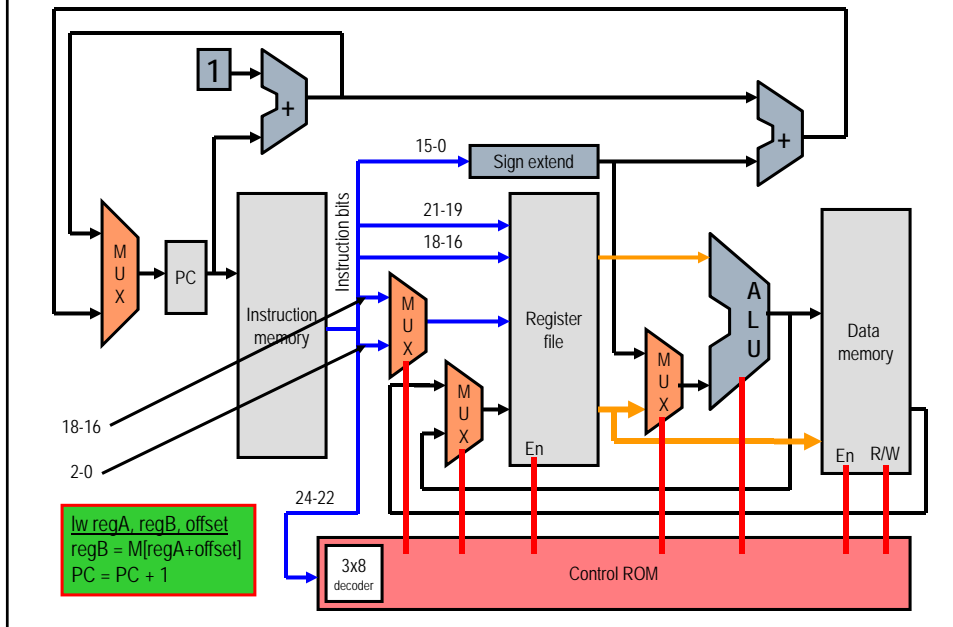 1
+
+
15-0
Sign extend
21-19
18-16
Instruction bits
M
U
X
PC
Instruction
memory
M
U
X
Register
file
En
M
U
X
M
U
X
A
L
U
Data
memory
En R/W
18-16
2-0
24-22
lw regA, regB, offset
regB = M[regA+offset]
PC = PC + 1
3x8
decoder
Control ROM